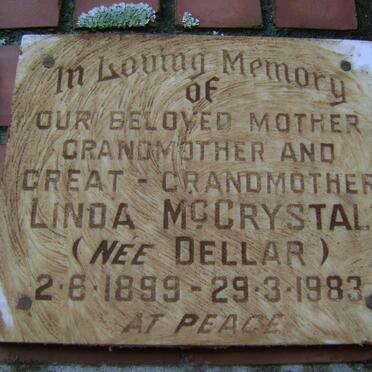 In Loving Memory
OF
OUR BELOVED MOTHER
GRANDMOTHER AND
GREAT - GRANDMOTHER
LINDA McCRYSTAL
(NEE DELLAR)
2·6·1899 - 29·3·1983
AT PEACE